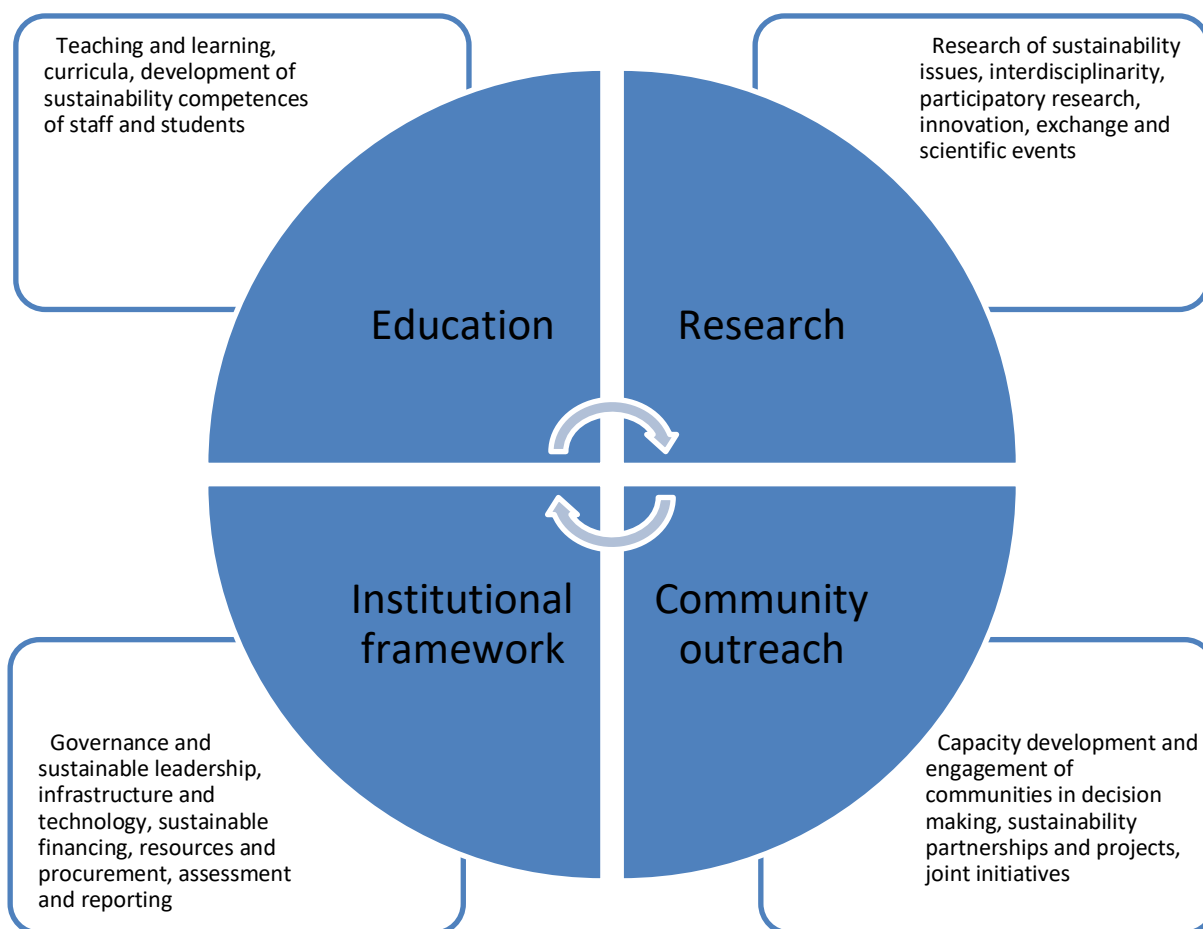 Teaching and learning,
curricula, development of
sustainability competences
of staff and students
Research of sustainability
issues, interdisciplinarity,
participatory research,
innovation, exchange and
scientific events
Education
Research
Institutional
framework
Community
outreach
Governance and
sustainable leadership,
infrastructure and
technology, sustainable
financing, resources and
procurement, assessment
and reporting
Capacity development and
engagement of
communities in decision
making, sustainability
partnerships and projects,
joint initiatives